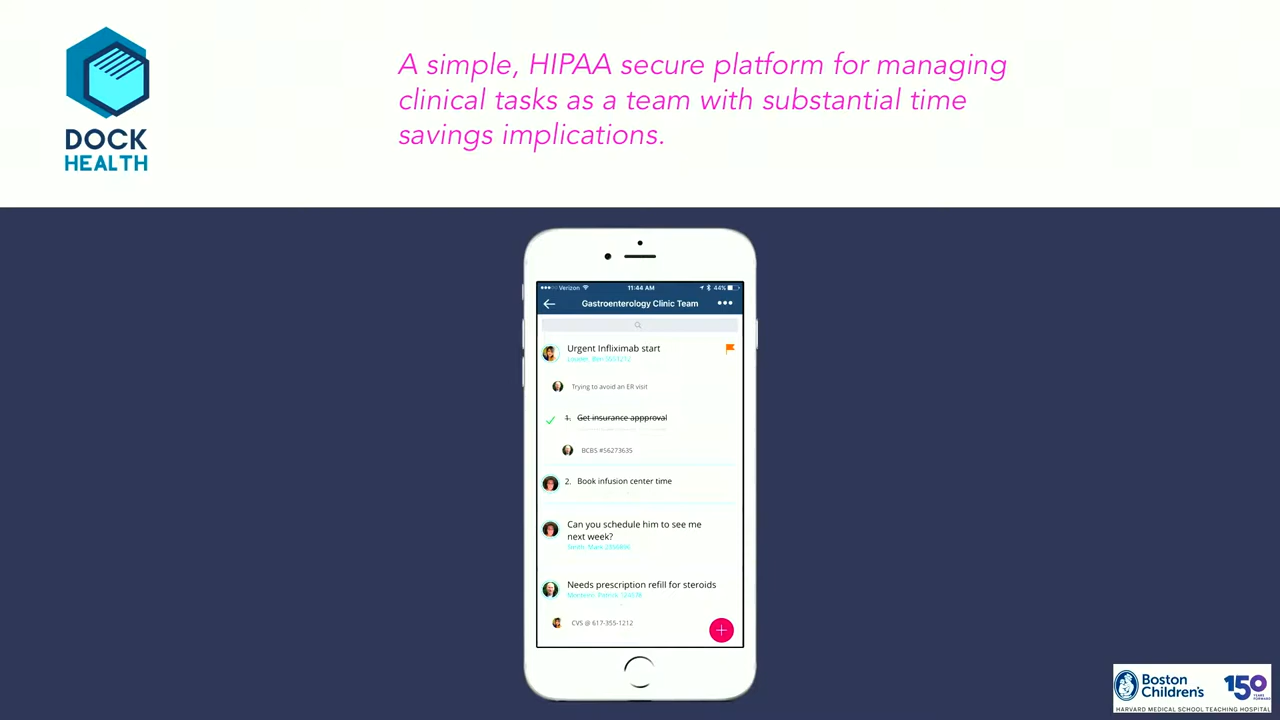 DOCK
HEALTH
A simple, HIPAA secure platform for managing
clinical tasks as a team with substantial time
savings implications.
Verizon 11:44 AM 44%
Gastroenterology Clinic Team
Urgent Infliximab start
Trying to avoid an ER visit
1. Get insurance appproval
BCBS #56273635
2. Book infusion center time
Can you schedule him to see me
next week?
Needs prescription refill for steroids
CVS @ 617-355-1212
Boston
Children's
150
YEARS
FORWARD
HARVARD MEDICAL SCHOOL TEACHING HOSPITAL